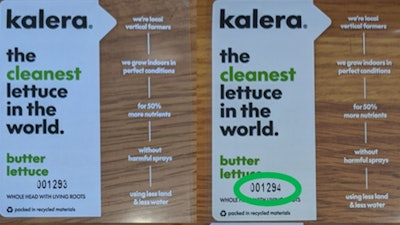 kalera.
the
cleanest
lettuce
in the
world.
butter
lettuce
001293
WHOLE HEAD WITH LIVING ROOTS
packed in recycled materials
we're local
vertical farmers
we grow indoors in
perfect conditions
for 50%
more nutrients
without
harmful sprays
using less land
& less water
kalera.
the
cleanest
lettuce
in the
world.
butter
lettuce
001294
WHOLE HEAD WITH LIVING ROOTS
packed in recycled materials
we're local
vertical farmers
we grow indoors in
perfect conditions
for 50%
more nutrients
without
harmful sprays
using less land
& less water